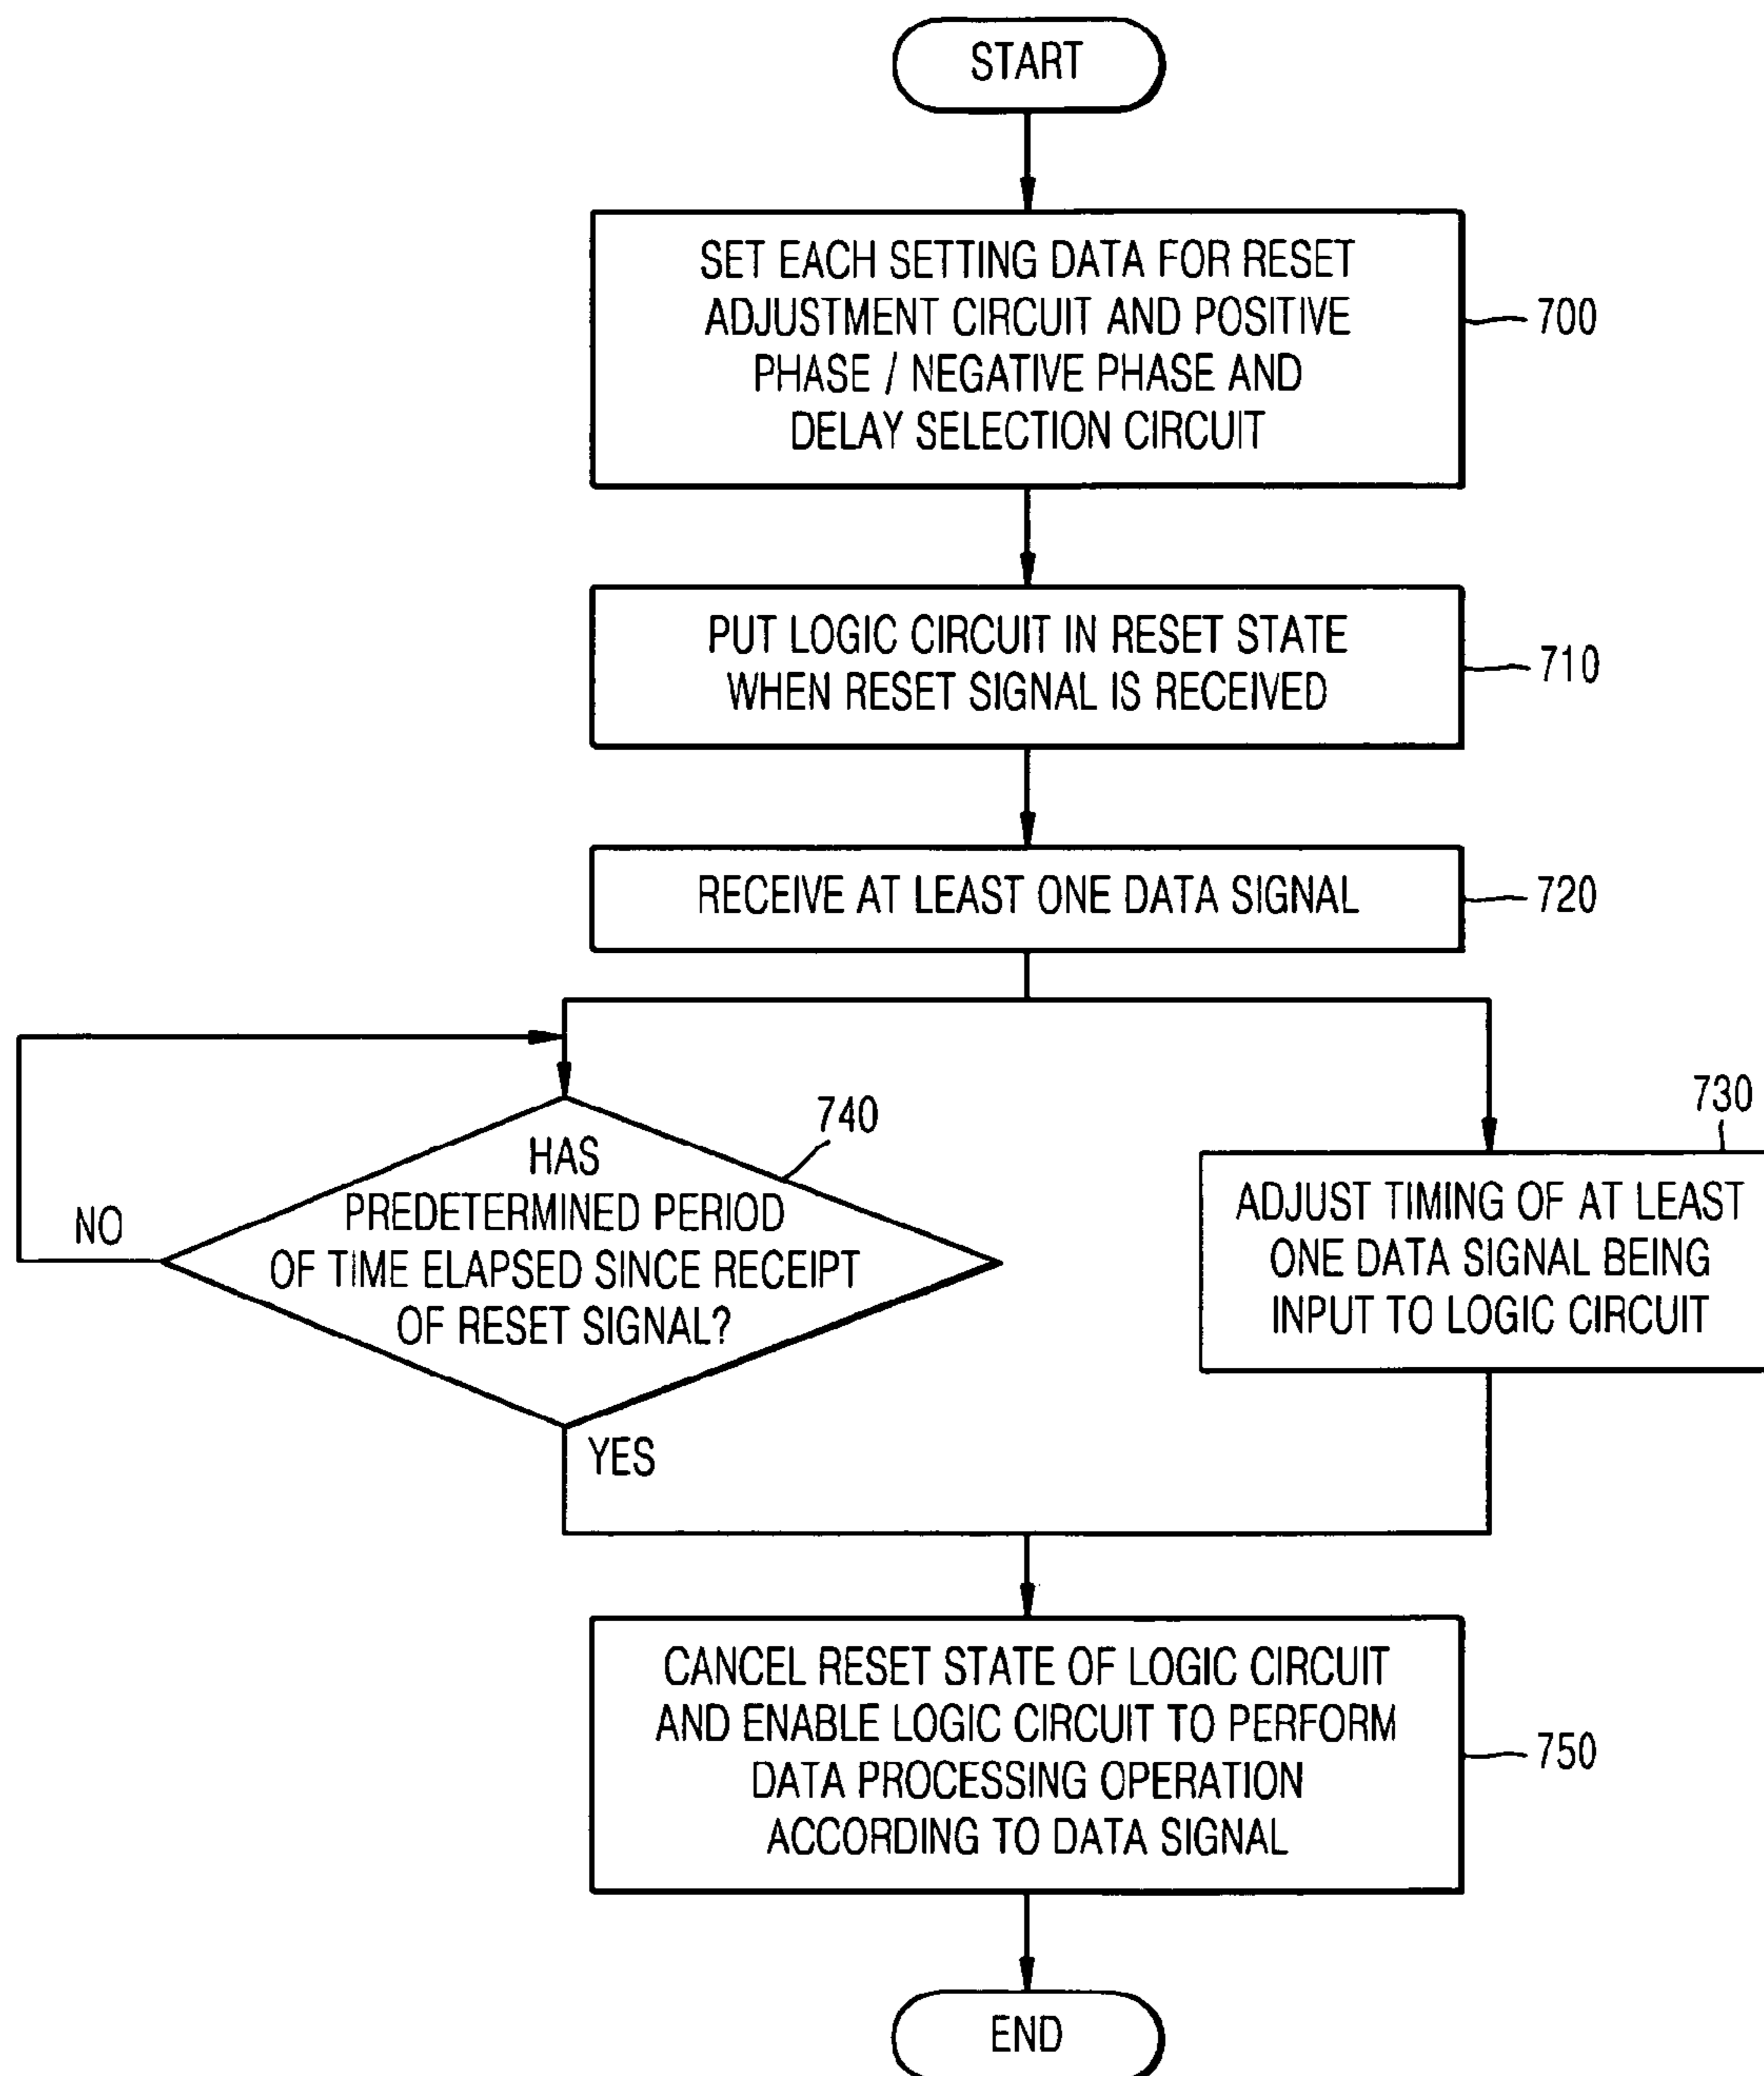 START
SET EACH SETTING DATA FOR RESET
ADJUSTMENT CIRCUIT AND POSITIVE
PHASE / NEGATIVE PHASE AND
DELAY SELECTION CIRCUIT
700
PUT LOGIC CIRCUIT IN RESET STATE
WHEN RESET SIGNAL IS RECEIVED
710
RECEIVE AT LEAST ONE DATA SIGNAL
720
740
HAS
PREDETERMINED PERIOD
OF TIME ELAPSED SINCE RECEIPT
OF RESET SIGNAL?
NO
YES
730
ADJUST TIMING OF AT LEAST
ONE DATA SIGNAL BEING
INPUT TO LOGIC CIRCUIT
CANCEL RESET STATE OF LOGIC CIRCUIT
AND ENABLE LOGIC CIRCUIT TO PERFORM
DATA PROCESSING OPERATION
ACCORDING TO DATA SIGNAL
750
END